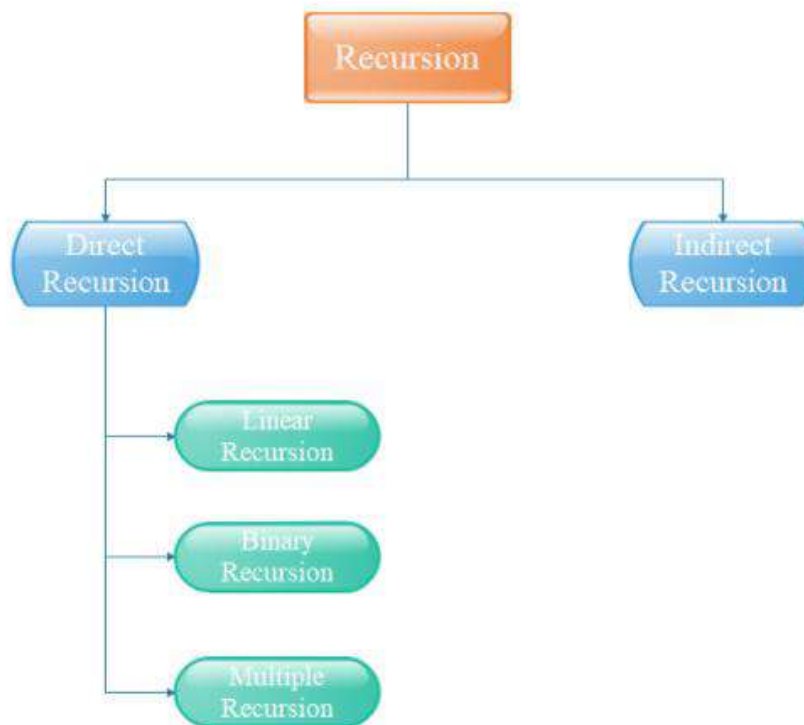 Recursion
Direct
Recursion
Indirect
Recursion
Linear
Recursion
Binary
Recursion
Multiple
Recursion